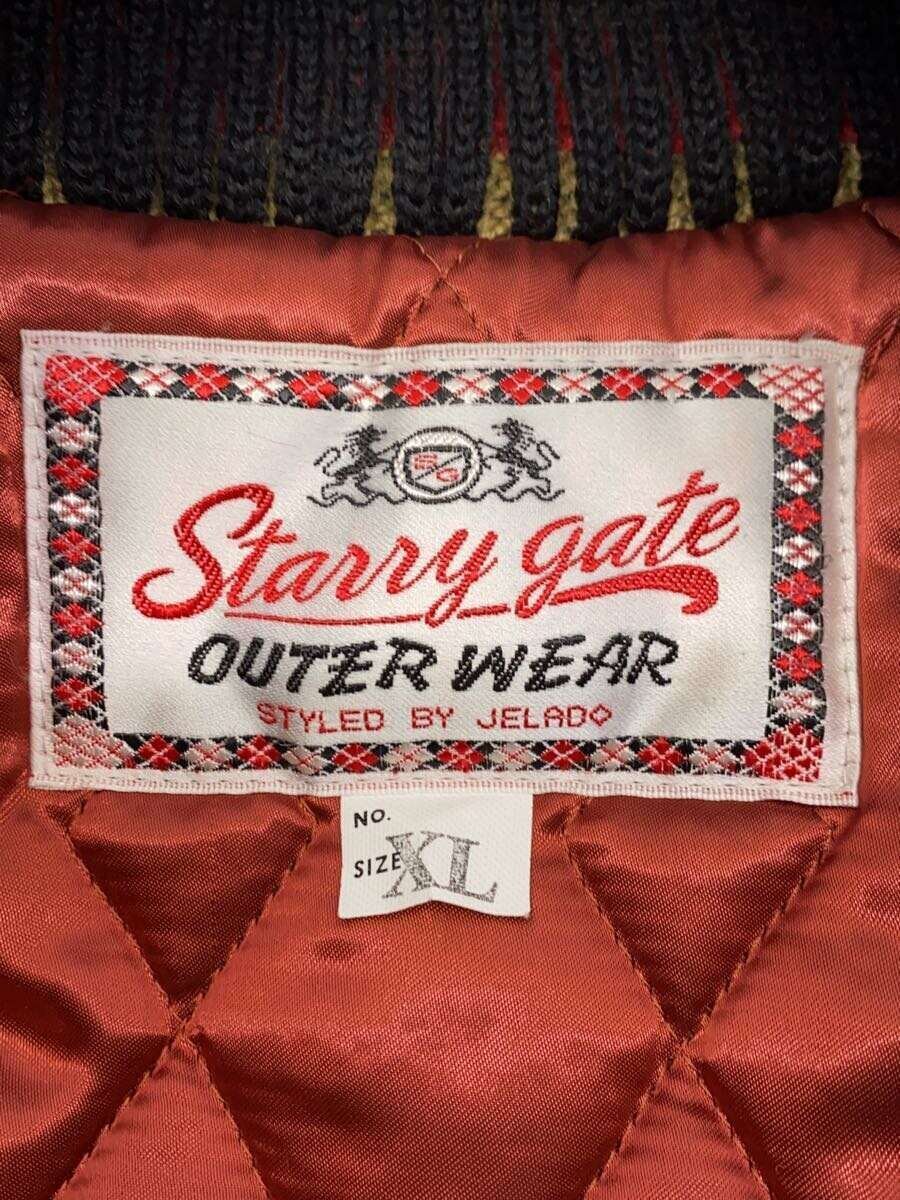 S/G
Starry gate
OUTER WEAR
STYLED BY JELADO
NO.
SIZE XL